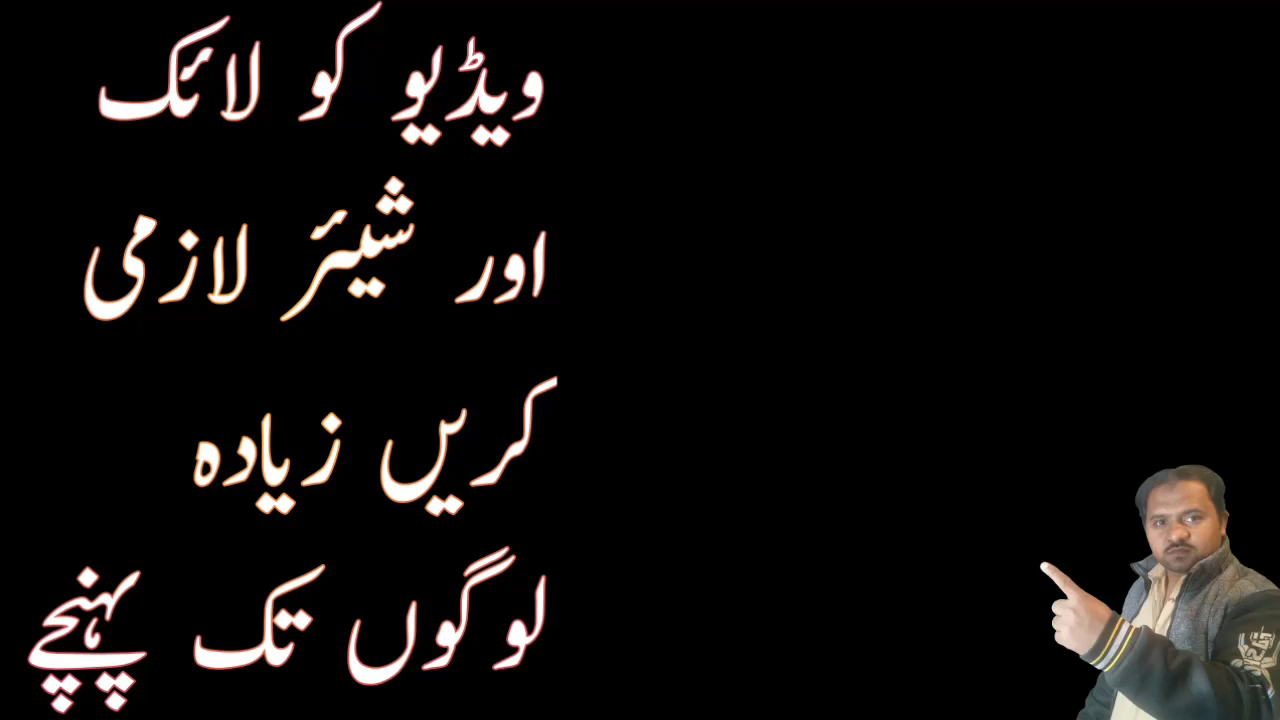 ویڈیو کو لائک
اور شیئر لازمی
کریں زیادہ
لوگوں تک پہنچے